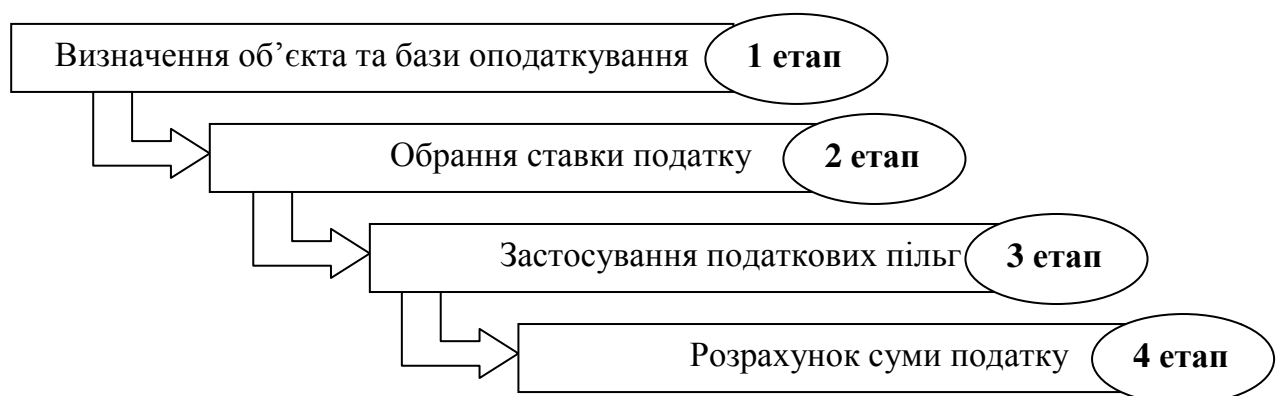 Визначення об’єкта та бази оподаткування 1 етап
Обрання ставки податку 2 етап
Застосування податкових пільг 3 етап
Розрахунок суми податку 4 етап